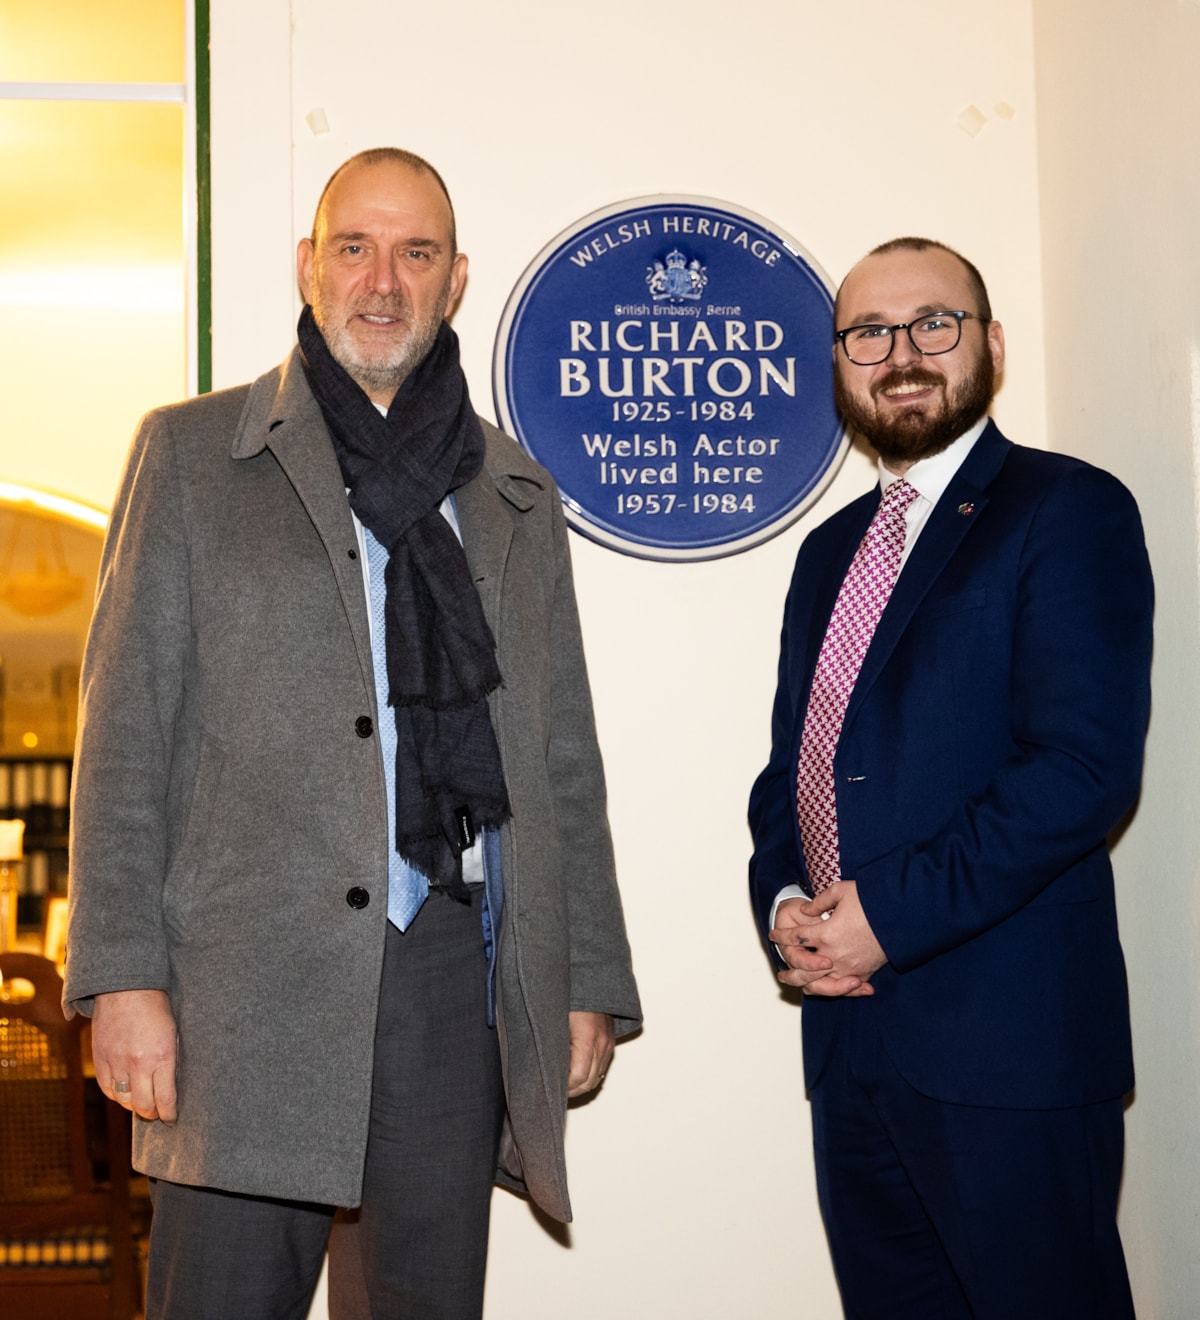 WELSH HERITAGE
British Embassy Berne
RICHARD
BURTON
1925-1984
Welsh Actor
lived here
1957-1984